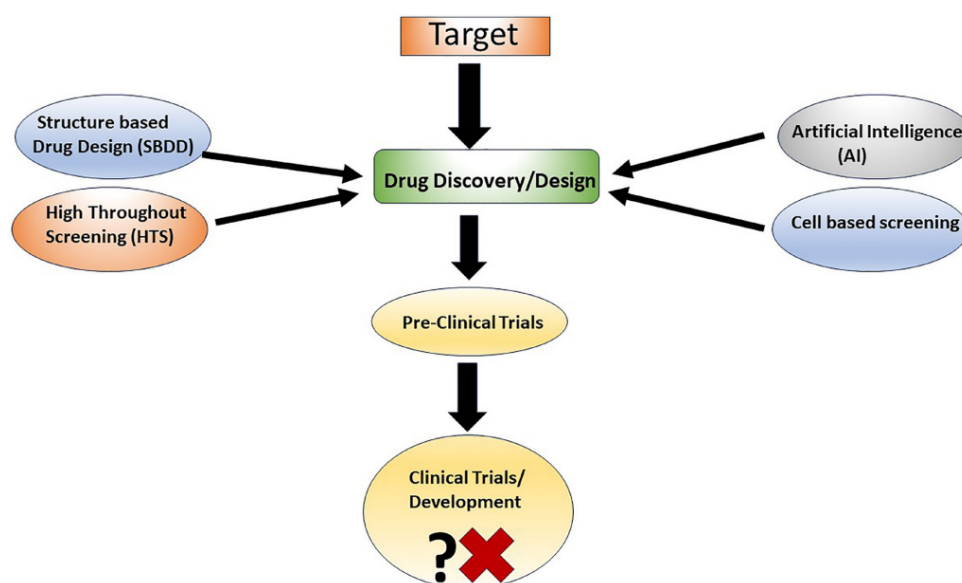 Target
Structure based
Drug Design (SBDD)
Artificial Intelligence
(AI)
Drug Discovery/Design
High Throughout
Screening (HTS)
Cell based screening
Pre-Clinical Trials
Clinical Trials/
Development
?